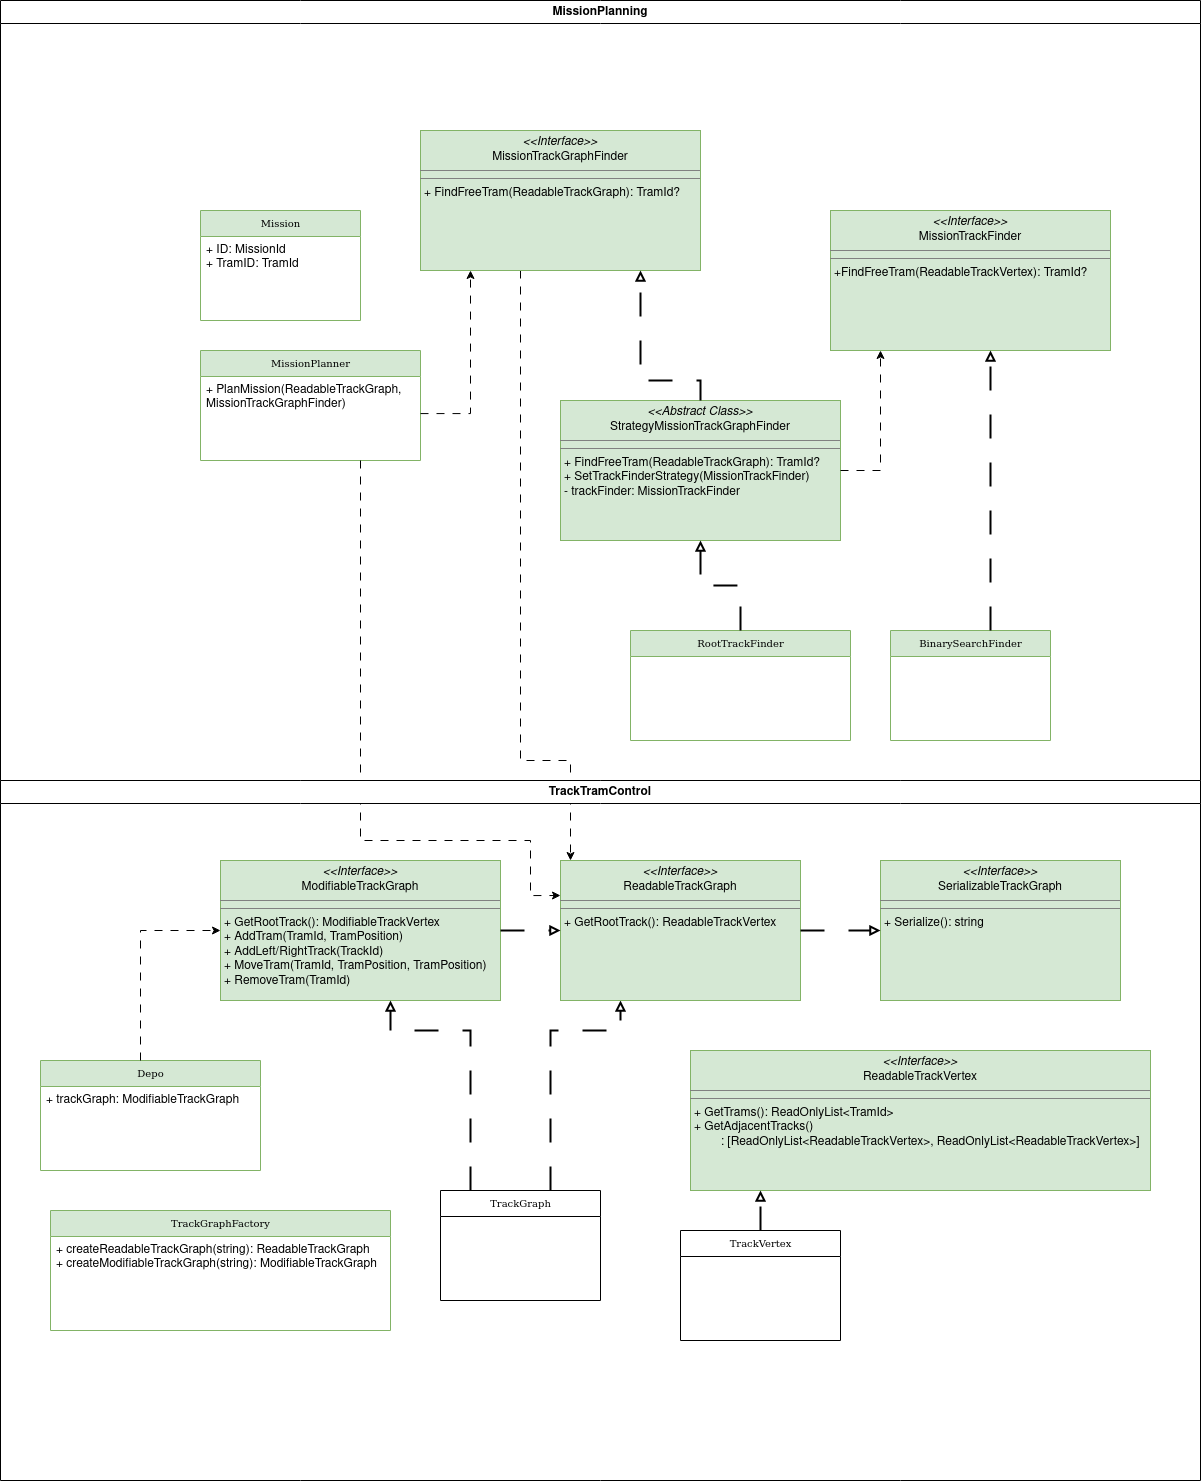 MissionPlanning
<<Interface>>
MissionTrackGraphFinder
+ FindFreeTram(ReadableTrackGraph): TramId?
Mission
+ ID: MissionId
+ TramID: TramId
<<Interface>>
MissionTrackFinder
+FindFreeTram(ReadableTrackVertex): TramId?
MissionPlanner
+ PlanMission(ReadableTrackGraph,
MissionTrackGraphFinder)
<<Abstract Class>>
StrategyMissionTrackGraphFinder
+ FindFreeTram(ReadableTrackGraph): TramId?
+ SetTrackFinderStrategy(MissionTrackFinder)
- trackFinder: MissionTrackFinder
RootTrackFinder
BinarySearchFinder
TrackTramControl
<<Interface>>
ModifiableTrackGraph
+ GetRootTrack(): ModifiableTrackVertex
+ AddTram(TramId, TramPosition)
+ AddLeft/RightTrack(TrackId)
+ MoveTram(TramId, TramPosition, TramPosition)
+ RemoveTram(TramId)
<<Interface>>
ReadableTrackGraph
+ GetRootTrack(): ReadableTrackVertex
<<Interface>>
SerializableTrackGraph
+ Serialize(): string
Depo
+ trackGraph: ModifiableTrackGraph
<<Interface>>
ReadableTrackVertex
+ GetTrams(): ReadOnlyList<TramId>
+ GetAdjacentTracks()
: [ReadOnlyList<ReadableTrackVertex>, ReadOnlyList<ReadableTrackVertex>]
TrackGraphFactory
+ createReadableTrackGraph(string): ReadableTrackGraph
+ createModifiableTrackGraph(string): ModifiableTrackGraph
TrackGraph
TrackVertex